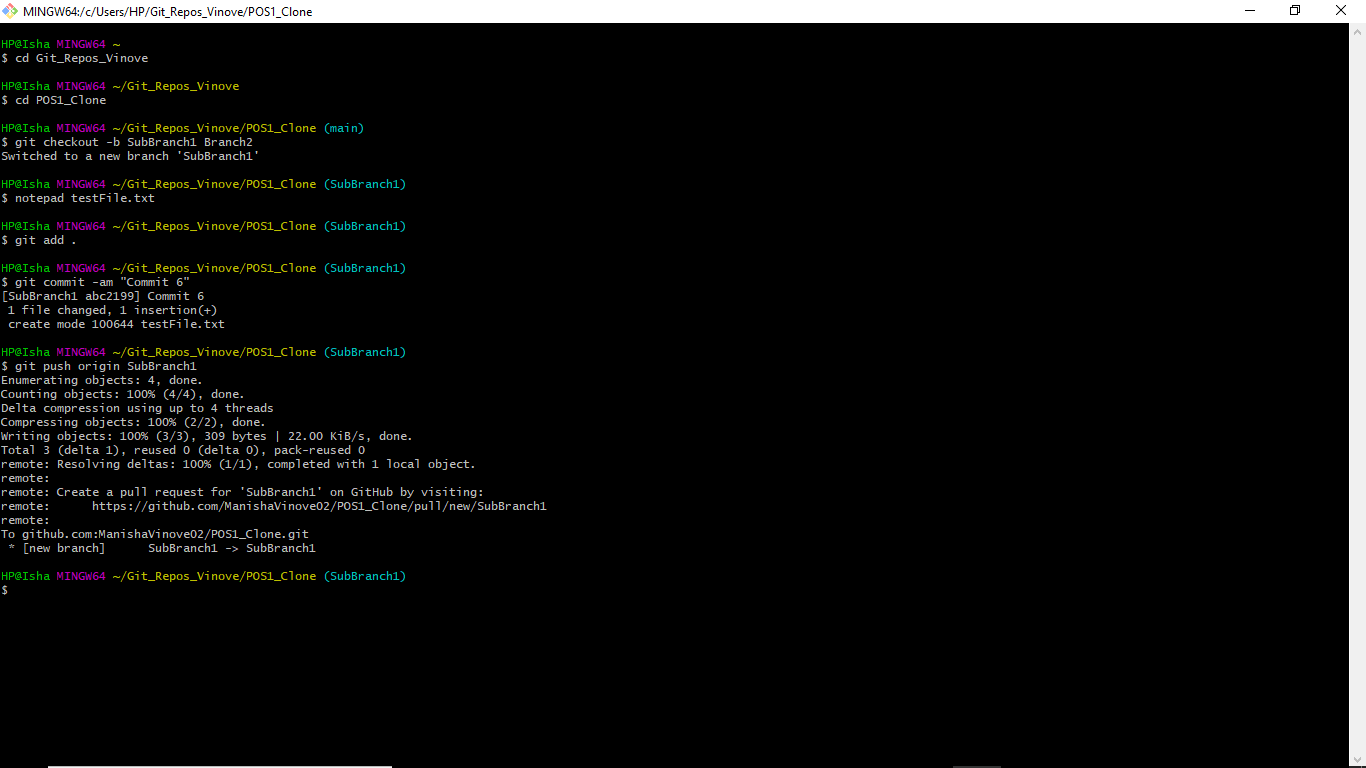 MINGW64:/c/Users/HP/Git_Repos_Vinove/POS1_Clone
HP@Isha MINGW64 ~
$ cd Git_Repos_Vinove
HP@Isha MINGW64 ~/Git_Repos_Vinove
$ cd POS1_Clone
HP@Isha MINGW64 ~/Git_Repos_Vinove/POS1_Clone (main)
$ git checkout -b SubBranch1 Branch2
Switched to a new branch 'SubBranch1'
HP@Isha MINGW64 ~/Git_Repos_Vinove/POS1_Clone (SubBranch1)
$ notepad testFile.txt
HP@Isha MINGW64 ~/Git_Repos_Vinove/POS1_Clone (SubBranch1)
$ git add .
HP@Isha MINGW64 ~/Git_Repos_Vinove/POS1_Clone (SubBranch1)
$ git commit -am "Commit 6"
[SubBranch1 abc2199] Commit 6
 1 file changed, 1 insertion(+)
 create mode 100644 testFile.txt
HP@Isha MINGW64 ~/Git_Repos_Vinove/POS1_Clone (SubBranch1)
$ git push origin SubBranch1
Enumerating objects: 4, done.
Counting objects: 100% (4/4), done.
Delta compression using up to 4 threads
Compressing objects: 100% (2/2), done.
Writing objects: 100% (3/3), 309 bytes | 22.00 KiB/s, done.
Total 3 (delta 1), reused 0 (delta 0), pack-reused 0
remote: Resolving deltas: 100% (1/1), completed with 1 local object.
remote:
remote: Create a pull request for 'SubBranch1' on GitHub by visiting:
remote:      https://github.com/ManishaVinove02/POS1_Clone/pull/new/SubBranch1
remote:
To github.com:ManishaVinove02/POS1_Clone.git
 * [new branch]      SubBranch1 -> SubBranch1
HP@Isha MINGW64 ~/Git_Repos_Vinove/POS1_Clone (SubBranch1)
$